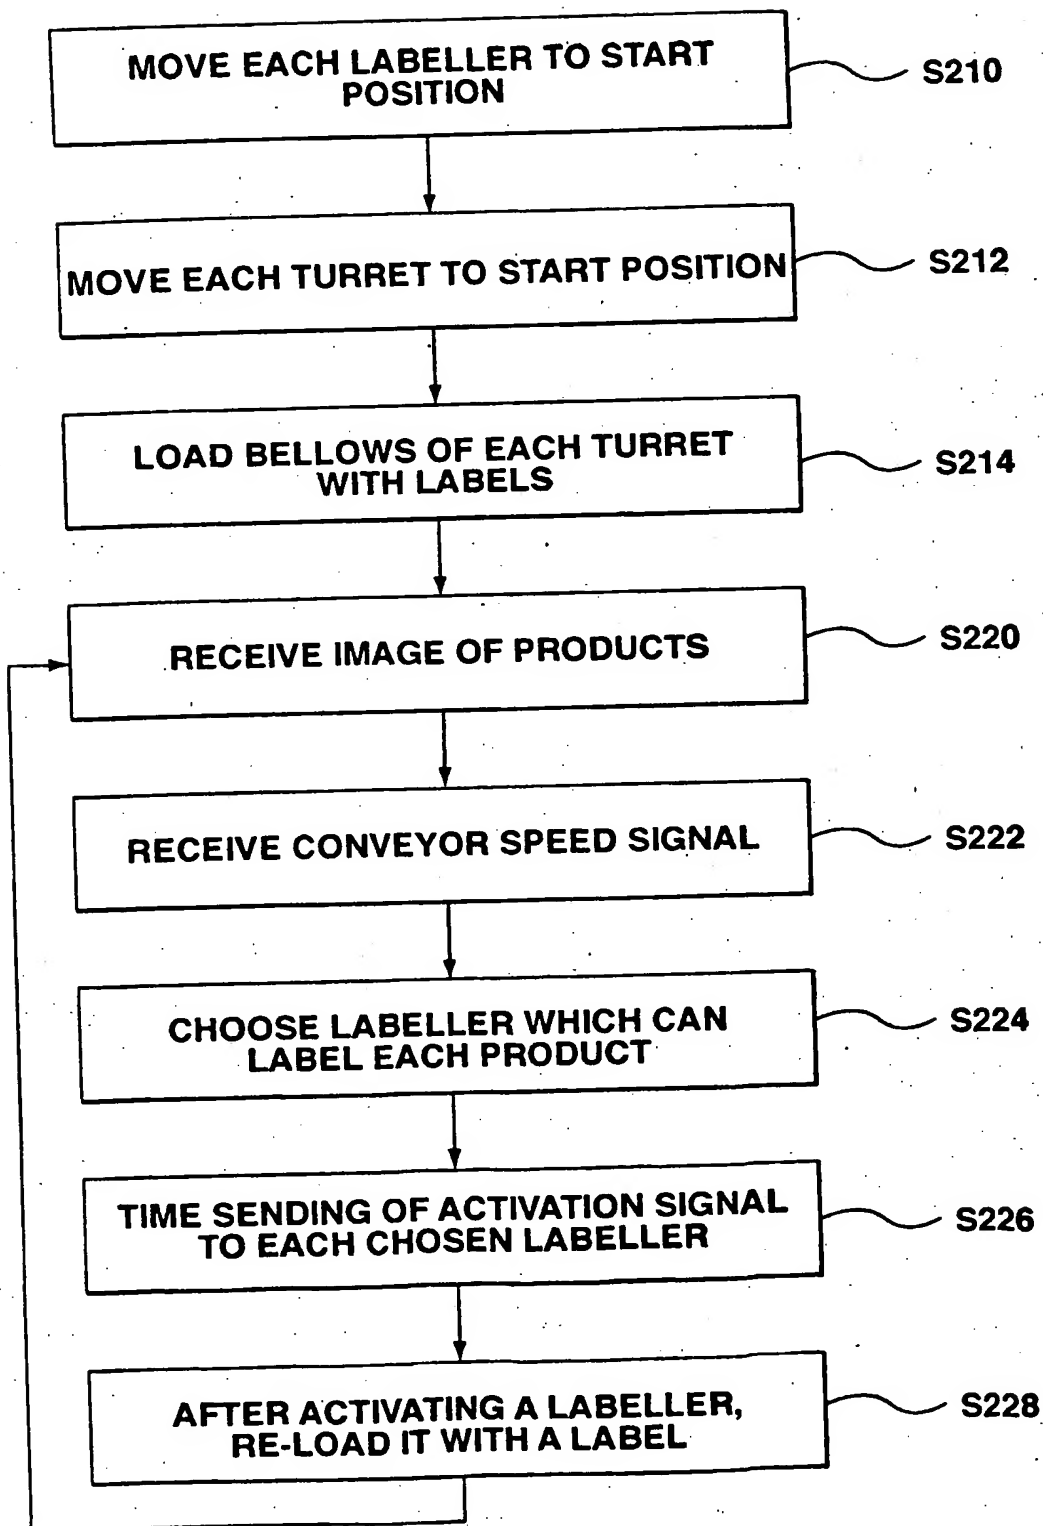 MOVE EACH LABELLER TO START
POSITION
S210
MOVE EACH TURRET TO START POSITION
S212
LOAD BELLOWS OF EACH TURRET
WITH LABELS
S214
RECEIVE IMAGE OF PRODUCTS
S220
RECEIVE CONVEYOR SPEED SIGNAL
S222
CHOOSE LABELLER WHICH CAN
LABEL EACH PRODUCT
S224
TIME SENDING OF ACTIVATION SIGNAL
TO EACH CHOSEN LABELLER
S226
AFTER ACTIVATING A LABELLER,
RE-LOAD IT WITH A LABEL
S228